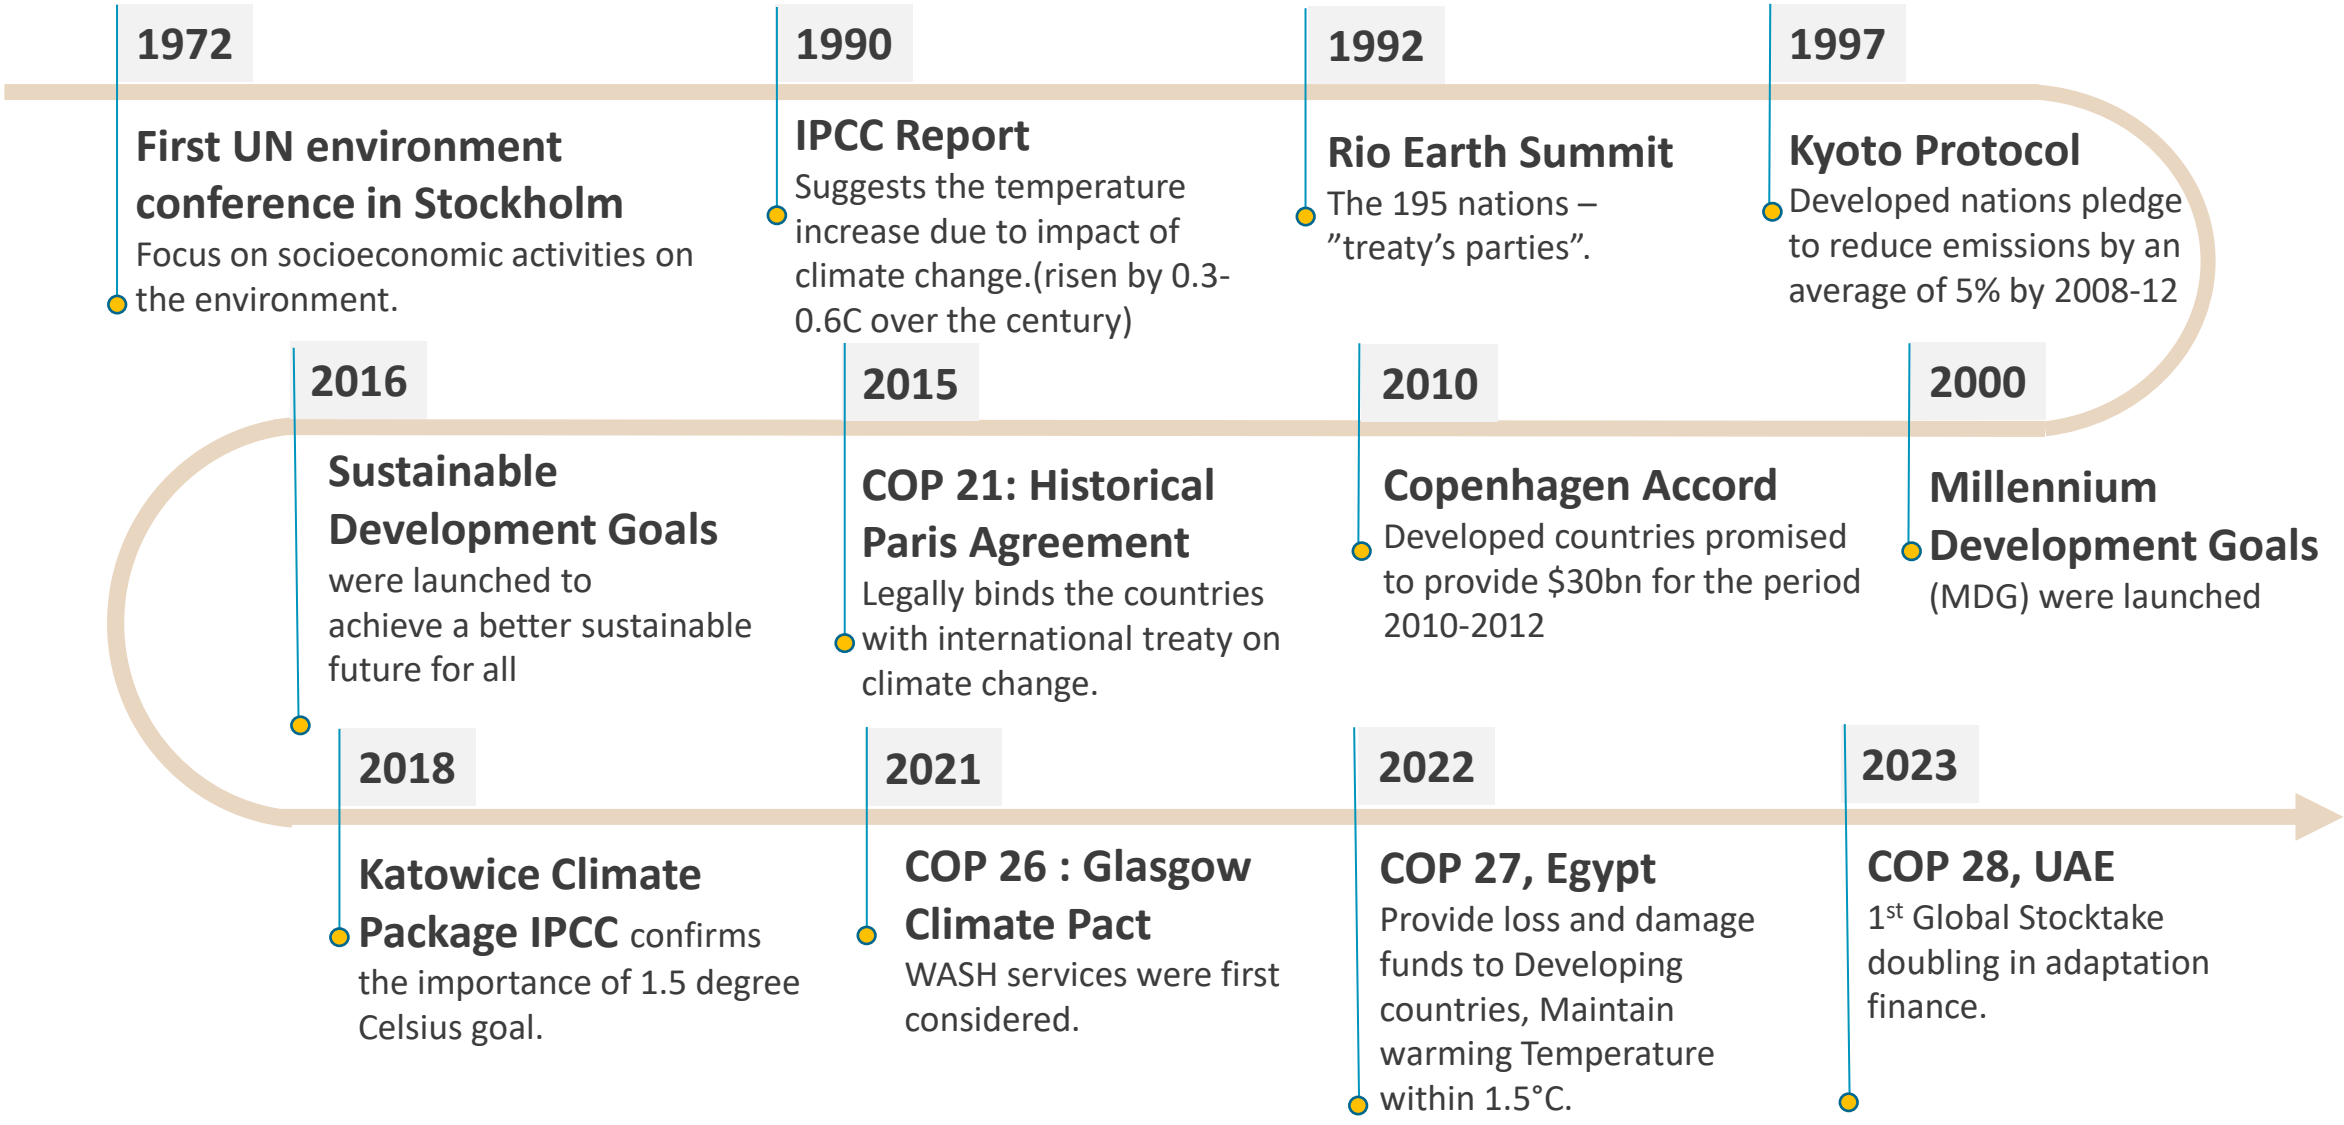 1972
First UN environment
conference in Stockholm
Focus on socioeconomic activities on
the environment.
1990
IPCC Report
Suggests the temperature
increase due to impact of
climate change.(risen by 0.3-
0.6C over the century)
1992
Rio Earth Summit
The 195 nations –
”treaty’s parties”.
1997
Kyoto Protocol
Developed nations pledge
to reduce emissions by an
average of 5% by 2008-12
2000
Millennium
Development Goals
(MDG) were launched
2010
Copenhagen Accord
Developed countries promised
to provide $30bn for the period
2010-2012
2015
COP 21: Historical
Paris Agreement
Legally binds the countries
with international treaty on
climate change.
2016
Sustainable
Development Goals
were launched to
achieve a better sustainable
future for all
2018
Katowice Climate
Package IPCC confirms
the importance of 1.5 degree
Celsius goal.
2021
COP 26 : Glasgow
Climate Pact
WASH services were first
considered.
2022
COP 27, Egypt
Provide loss and damage
funds to Developing
countries, Maintain
warming Temperature
within 1.5°C.
2023
COP 28, UAE
1st Global Stocktake
doubling in adaptation
finance.